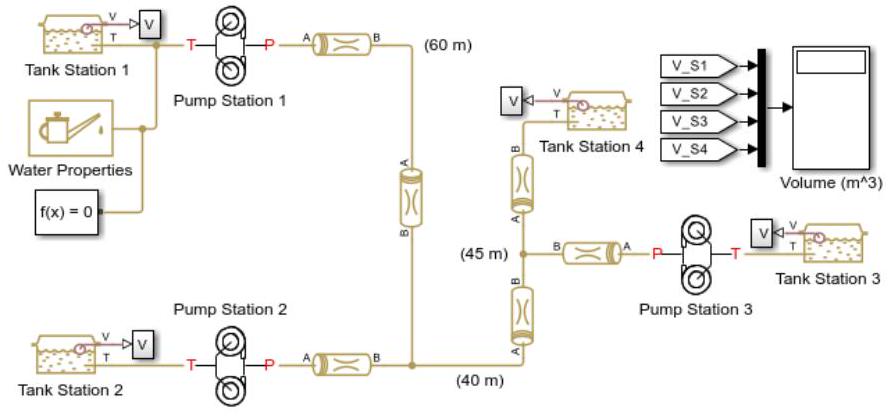 V
V
T
Tank Station 1
T
P
Pump Station 1
A
B
(60 m)
Water Properties
f(x) = 0
A
B
V
V
T
Tank Station 4
B
A
V_S1
V_S2
V_S3
V_S4
Volume (m^3)
(45 m)
B
A
P
T
Pump Station 3
V
V
T
Tank Station 3
B
A
(40 m)
Pump Station 2
V
V
T
Tank Station 2
T
P
A
B